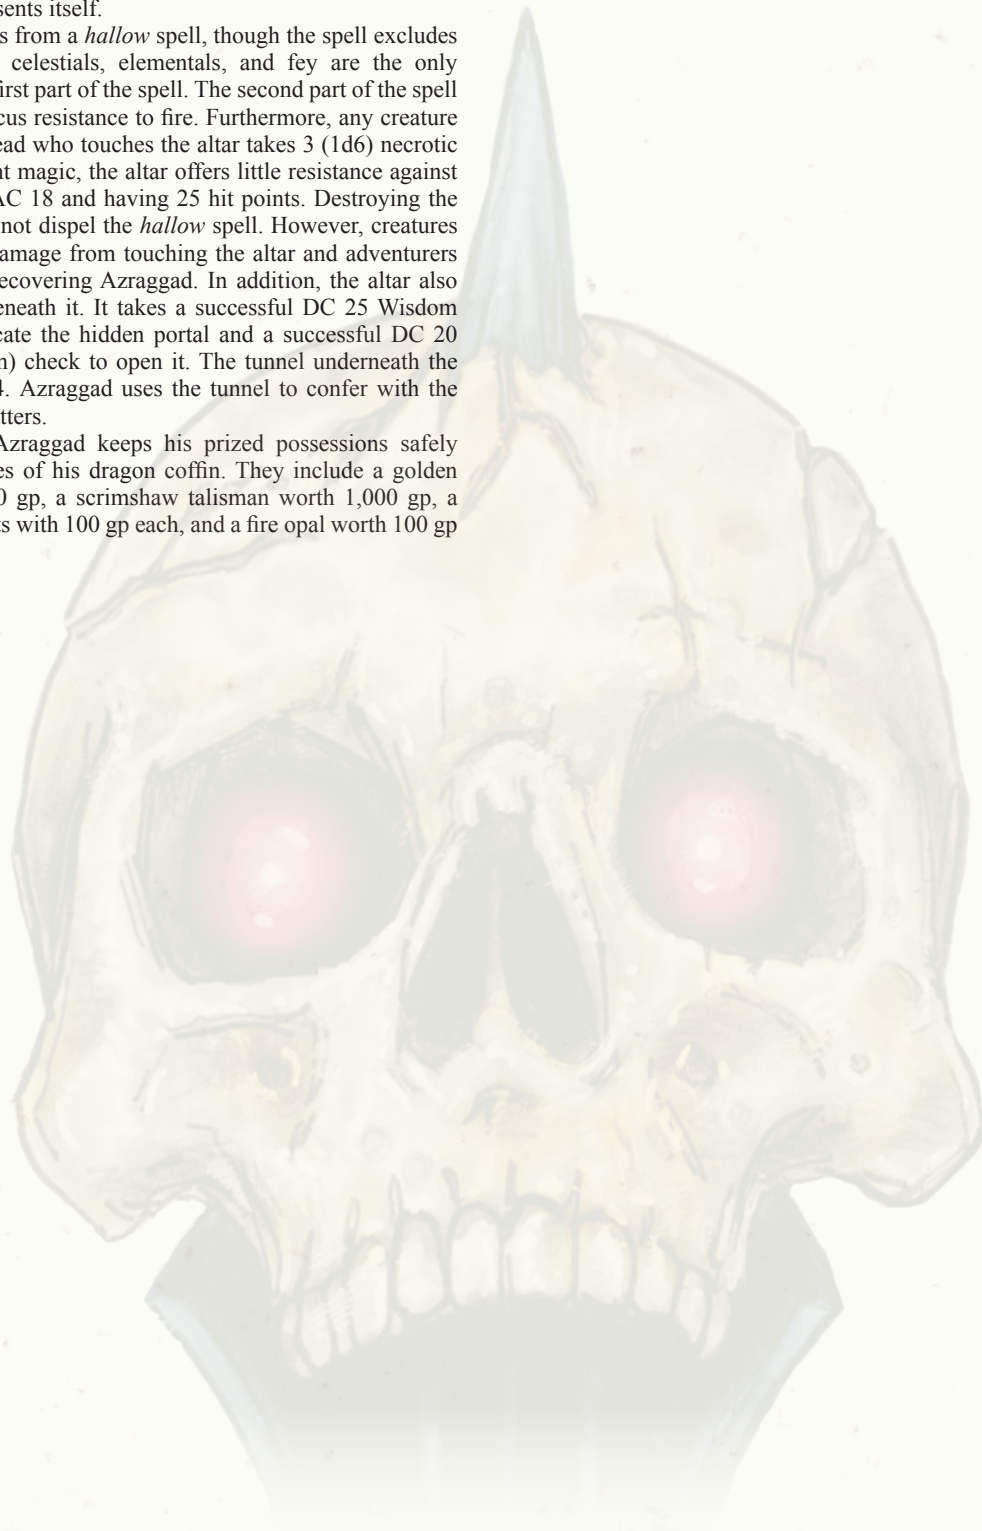 sents itself.
s from a hallow spell, though the spell excludes
celestials, elementals, and fey are the only
first part of the spell. The second part of the spell
cus resistance to fire. Furthermore, any creature
ead who touches the altar takes 3 (1d6) necrotic
nt magic, the altar offers little resistance against
AC 18 and having 25 hit points. Destroying the
not dispel the hallow spell. However, creatures
damage from touching the altar and adventurers
recovering Azraggad. In addition, the altar also
eneath it. It takes a successful DC 25 Wisdom
cate the hidden portal and a successful DC 20
n) check to open it. The tunnel underneath the
4. Azraggad uses the tunnel to confer with the
tters.
Azraggad keeps his prized possessions safely
es of his dragon coffin. They include a golden
0 gp, a scrimshaw talisman worth 1,000 gp, a
ts with 100 gp each, and a fire opal worth 100 gp